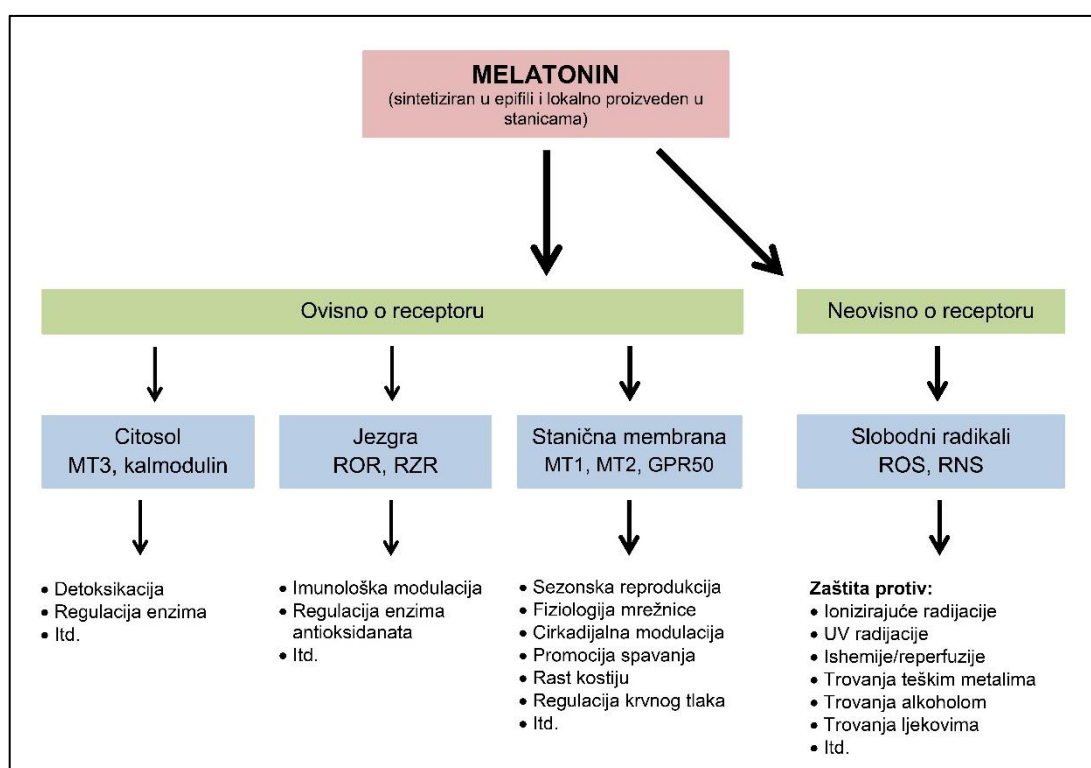 MELATONIN
(sintetiziran u epifili i lokalno proizveden u
stanicama)
Ovisno o receptoru
Neovisno o receptoru
Citosol
MT3, kalmodulin
Jezgra
ROR, RZR
Stanična membrana
MT1, MT2, GPR50
Slobodni radikali
ROS, RNS
• Detoksikacija
• Regulacija enzima
• Itd.
• Imunološka modulacija
• Regulacija enzima
antioksidanata
• Itd.
• Sezonska reprodukcija
• Fiziologija mrežnice
• Cirkadijalna modulacija
• Promocija spavanja
• Rast kostiju
• Regulacija krvnog tlaka
• Itd.
Zaštita protiv:
• Ionizirajuće radijacije
• UV radijacije
• Ishemije/reperfuzije
• Trovanja teškim metalima
• Trovanja alkoholom
• Trovanja ljekovima
• Itd.